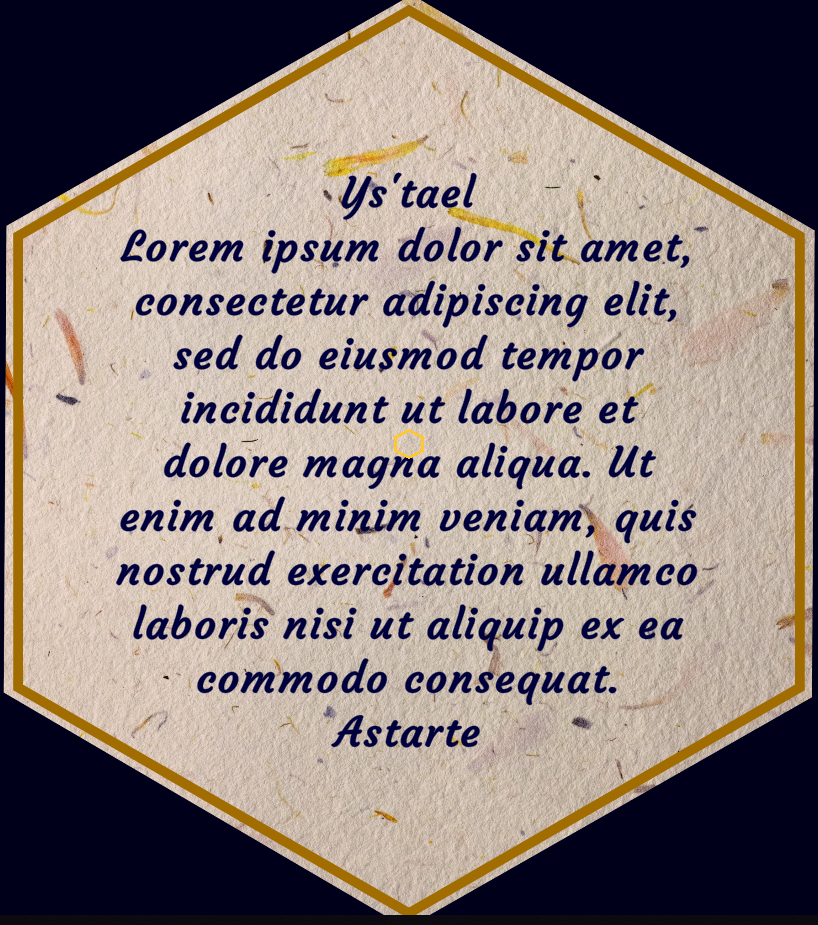 Ys'tael
Lorem ipsum dolor sit amet,
consectetur adipiscing elit,
sed do eiusmod tempor
incididunt ut labore et
dolore magna aliqua. Ut
enim ad minim veniam, quis
nostrud exercitation ullamco
laboris nisi ut aliquip ex ea
commodo consequat.
Astarte